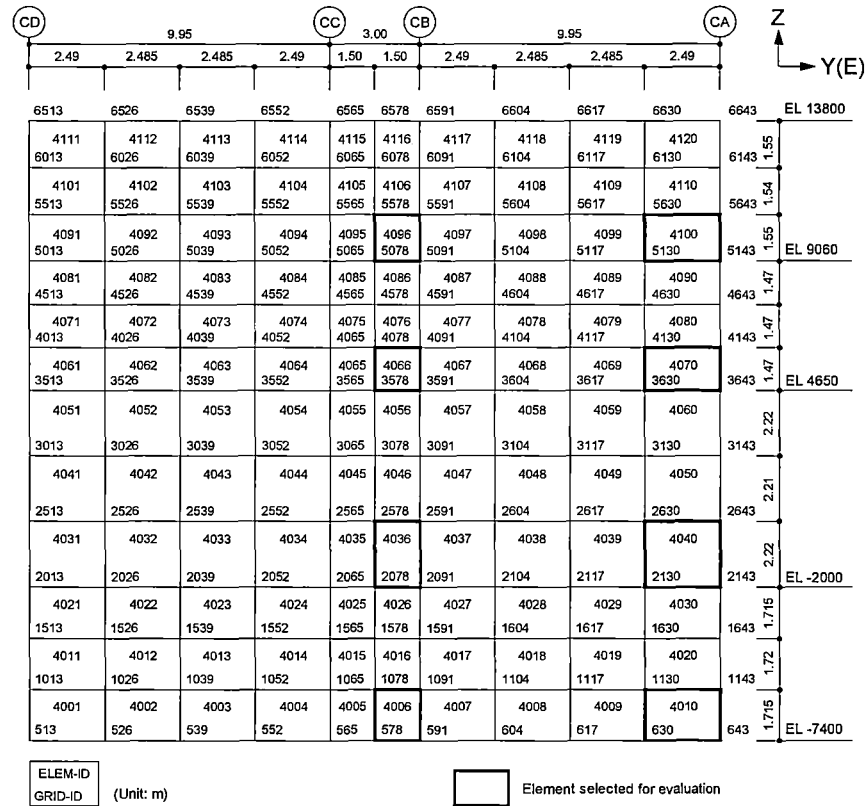 CD CC CB CA Z
9.95 3.00 9.95
2.49 2.485 2.485 2.49 1.50 1.50 2.49 2.485 2.485 2.49 Y(E)
6513 6526 6539 6552 6565 6578 6591 6604 6617 6630 6643 EL 13800
4111 4112 4113 4114 4115 4116 4117 4118 4119 4120 1.55
6013 6026 6039 6052 6065 6078 6091 6104 6117 6130 6143
4101 4102 4103 4104 4105 4106 4107 4108 4109 4110 1.54
5513 5526 5539 5552 5565 5578 5591 5604 5617 5630 5643
4091 4092 4093 4094 4095 4096 4097 4098 4099 4100 1.55
5013 5026 5039 5052 5065 5078 5091 5104 5117 5130 5143 EL 9060
4081 4082 4083 4084 4085 4086 4087 4088 4089 4090 1.47
4513 4526 4539 4552 4565 4578 4591 4604 4617 4630 4643
4071 4072 4073 4074 4075 4076 4077 4078 4079 4080 1.47
4013 4026 4039 4052 4065 4078 4091 4104 4117 4130 4143
4061 4062 4063 4064 4065 4066 4067 4068 4069 4070 1.47
3513 3526 3539 3552 3565 3578 3591 3604 3617 3630 3643 EL 4650
4051 4052 4053 4054 4055 4056 4057 4058 4059 4060 2.22
3013 3026 3039 3052 3065 3078 3091 3104 3117 3130 3143
4041 4042 4043 4044 4045 4046 4047 4048 4049 4050 2.21
2513 2526 2539 2552 2565 2578 2591 2604 2617 2630 2643
4031 4032 4033 4034 4035 4036 4037 4038 4039 4040 2.22
2013 2026 2039 2052 2065 2078 2091 2104 2117 2130 2143 EL -2000
4021 4022 4023 4024 4025 4026 4027 4028 4029 4030 1.715
1513 1526 1539 1552 1565 1578 1591 1604 1617 1630 1643
4011 4012 4013 4014 4015 4016 4017 4018 4019 4020 1.72
1013 1026 1039 1052 1065 1078 1091 1104 1117 1130 1143
4001 4002 4003 4004 4005 4006 4007 4008 4009 4010 1.715
513 526 539 552 565 578 591 604 617 630 643 EL -7400
ELEM-ID
GRID-ID (Unit: m) Element selected for evaluation